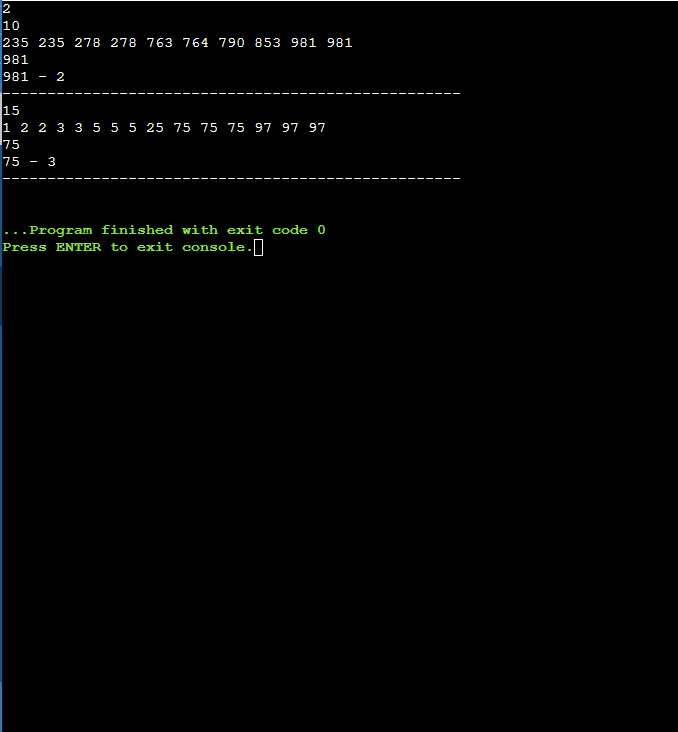 2
10
235 235 278 278 763 764 790 853 981 981
981
981 - 2
---------------------------------------------------
15
1 2 2 3 3 5 5 5 25 75 75 75 97 97 97
75
75 - 3
---------------------------------------------------
...Program finished with exit code 0
Press ENTER to exit console.